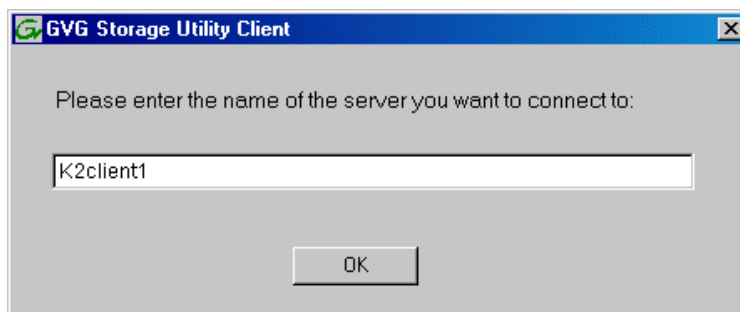 GVG Storage Utility Client
Please enter the name of the server you want to connect to:
K2client1
OK